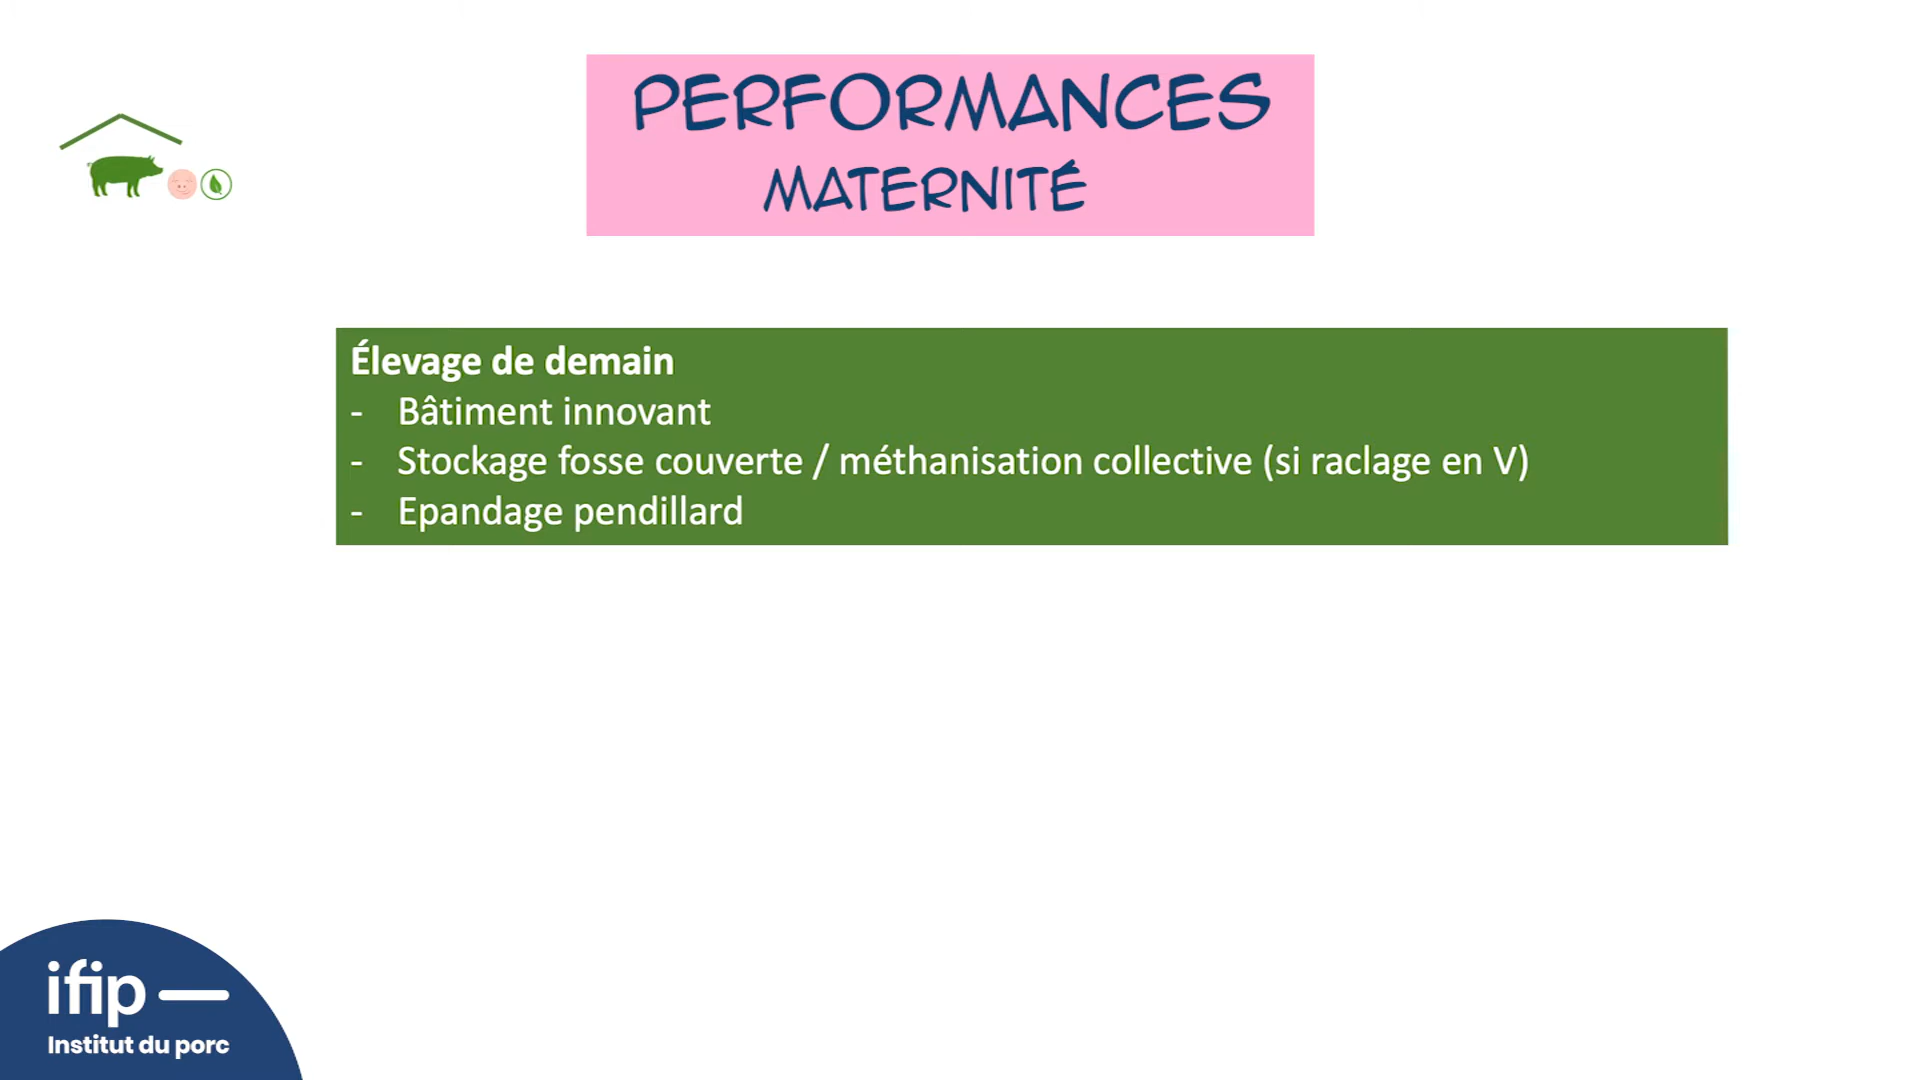 PERFORMANCES
MATERNITÉ
Élevage de demain
- Bâtiment innovant
- Stockage fosse couverte / méthanisation collective (si raclage en V)
- Epandage pendillard
ifip
Institut du porc